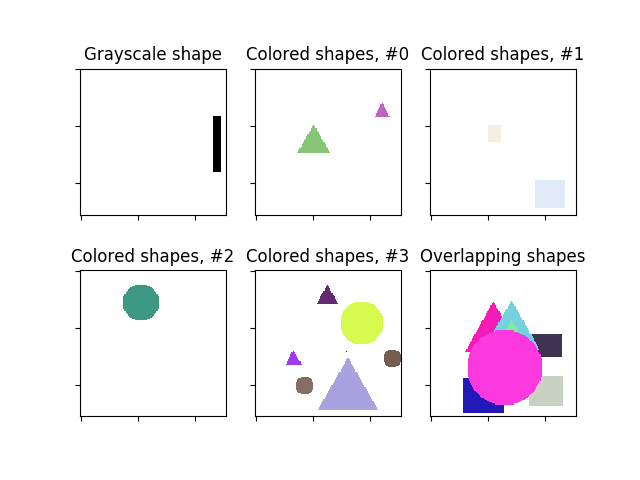 Grayscale shape
Colored shapes, #0
Colored shapes, #1
Colored shapes, #2
Colored shapes, #3
Overlapping shapes